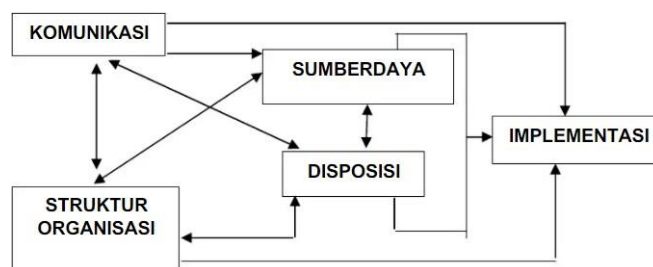 KOMUNIKASI
SUMBERDAYA
IMPLEMENTASI
DISPOSISI
STRUKTUR
ORGANISASI